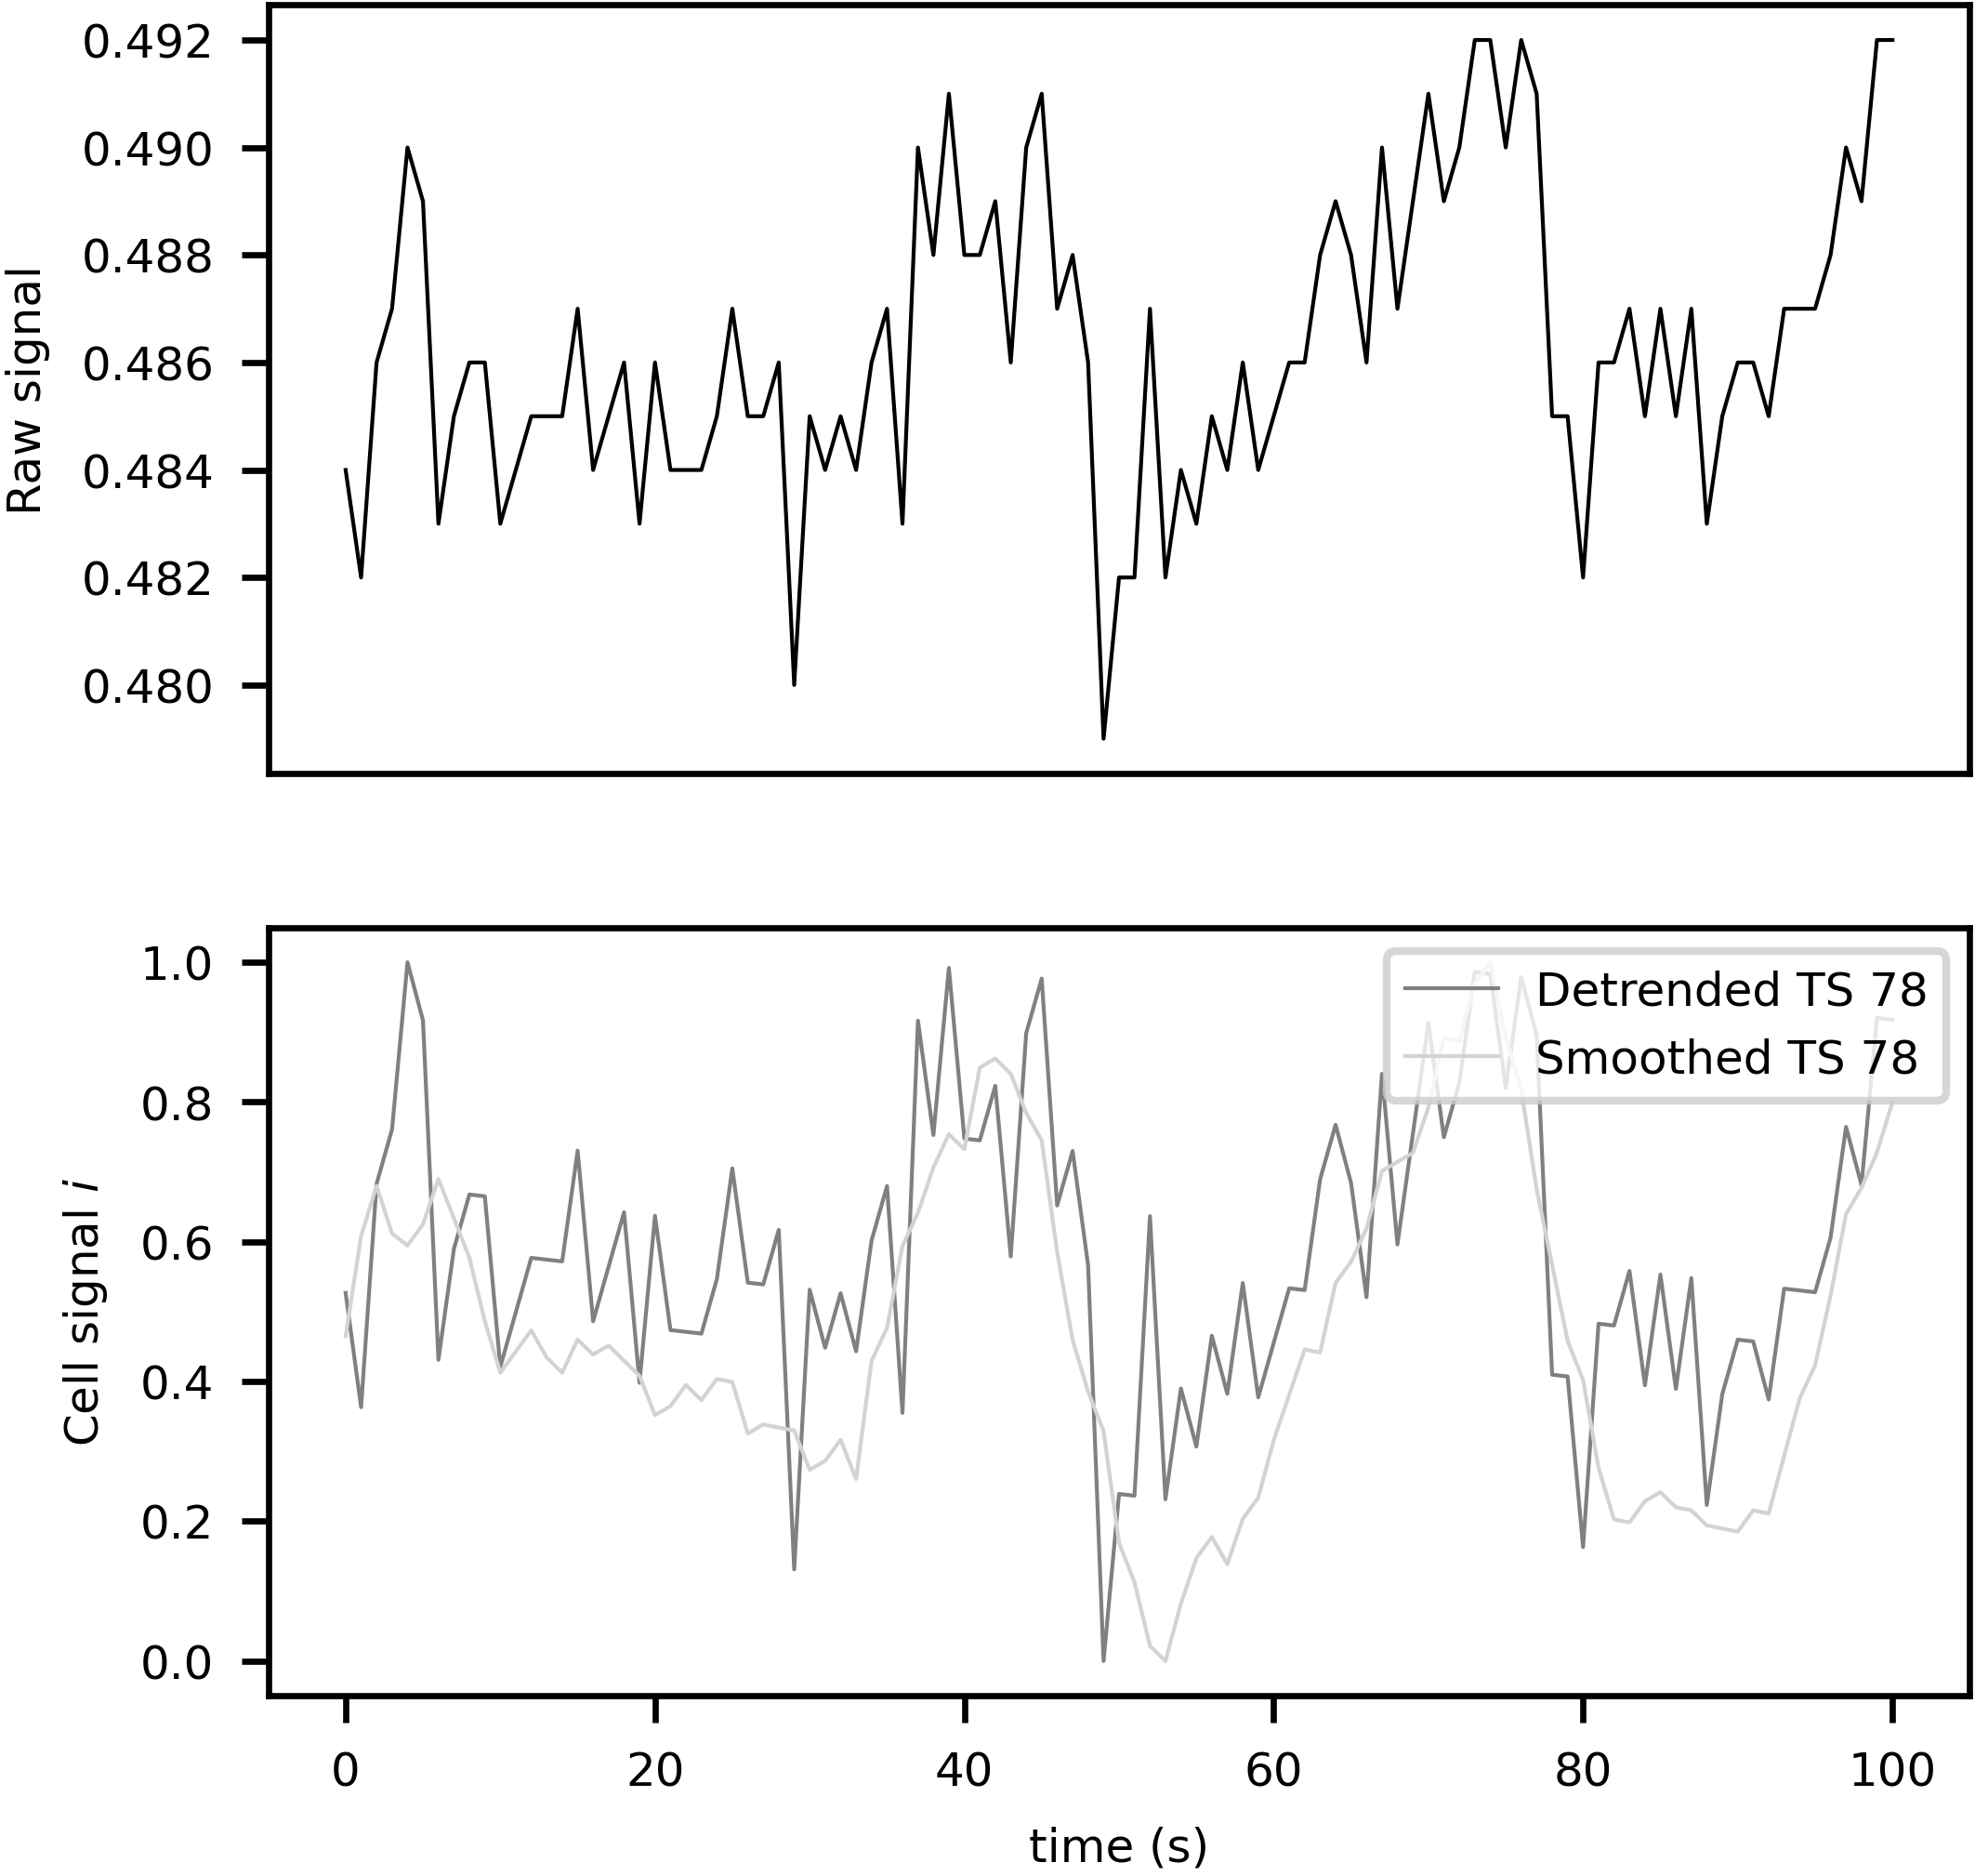 0.492
0.490
0.488
0.486
0.484
0.482
0.480
Raw signal
1.0
0.8
0.6
0.4
0.2
0.0
Cell signal i
Detrended TS 78
Smoothed TS 78
0 20 40 60 80 100
time (s)